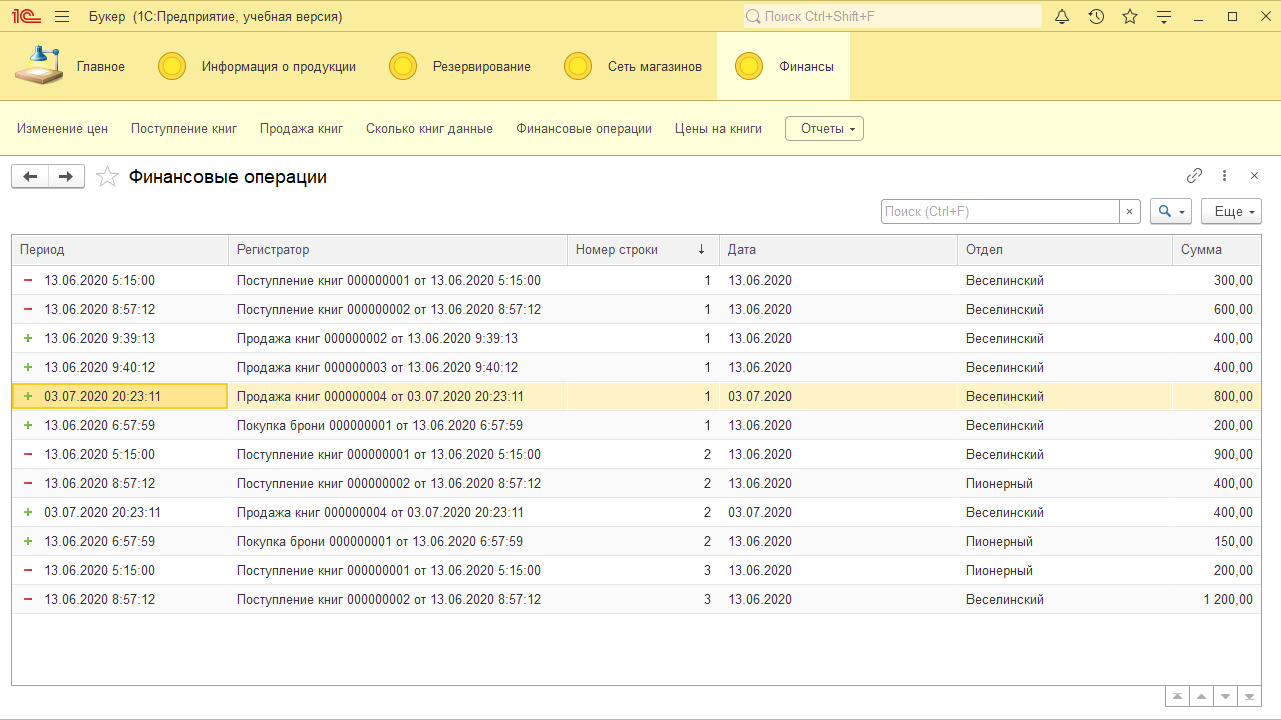 1С Букер (1С:Предприятие, учебная версия) Поиск Ctrl+Shift+F
Главное Информация о продукции Резервирование Сеть магазинов Финансы
Изменение цен Поступление книг Продажа книг Сколько книг данные Финансовые операции Цены на книги Отчеты
Финансовые операции
Поиск (Ctrl+F) × Еще
Период Регистратор Номер строки ↓ Дата Отдел Сумма
− 13.06.2020 5:15:00 Поступление книг 000000001 от 13.06.2020 5:15:00 1 13.06.2020 Веселинский 300,00
− 13.06.2020 8:57:12 Поступление книг 000000002 от 13.06.2020 8:57:12 1 13.06.2020 Веселинский 600,00
+ 13.06.2020 9:39:13 Продажа книг 000000002 от 13.06.2020 9:39:13 1 13.06.2020 Веселинский 400,00
+ 13.06.2020 9:40:12 Продажа книг 000000003 от 13.06.2020 9:40:12 1 13.06.2020 Веселинский 400,00
+ 03.07.2020 20:23:11 Продажа книг 000000004 от 03.07.2020 20:23:11 1 03.07.2020 Веселинский 800,00
+ 13.06.2020 6:57:59 Покупка брони 000000001 от 13.06.2020 6:57:59 1 13.06.2020 Веселинский 200,00
− 13.06.2020 5:15:00 Поступление книг 000000001 от 13.06.2020 5:15:00 2 13.06.2020 Веселинский 900,00
− 13.06.2020 8:57:12 Поступление книг 000000002 от 13.06.2020 8:57:12 2 13.06.2020 Пионерный 400,00
+ 03.07.2020 20:23:11 Продажа книг 000000004 от 03.07.2020 20:23:11 2 03.07.2020 Веселинский 400,00
+ 13.06.2020 6:57:59 Покупка брони 000000001 от 13.06.2020 6:57:59 2 13.06.2020 Пионерный 150,00
− 13.06.2020 5:15:00 Поступление книг 000000001 от 13.06.2020 5:15:00 3 13.06.2020 Пионерный 200,00
− 13.06.2020 8:57:12 Поступление книг 000000002 от 13.06.2020 8:57:12 3 13.06.2020 Веселинский 1 200,00